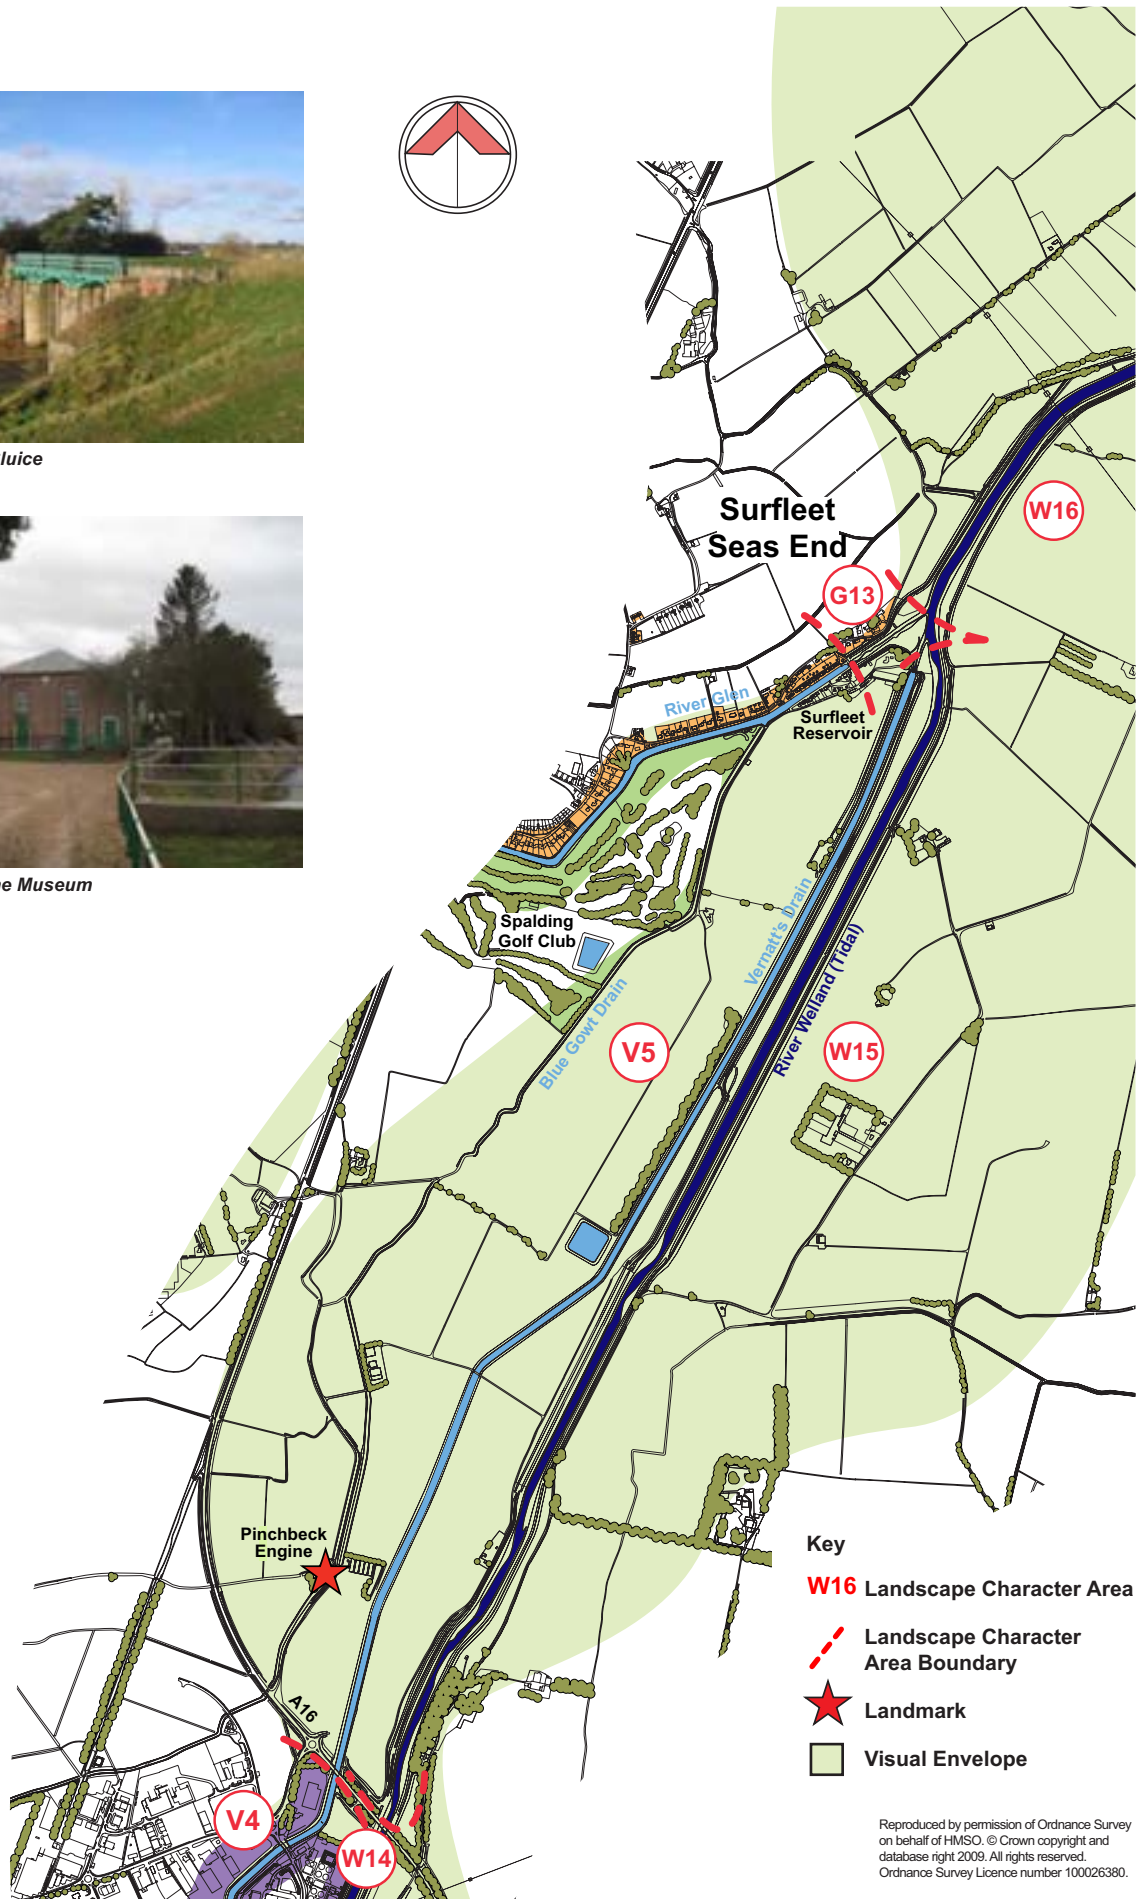 luice
ne Museum
Surfleet
Seas End
W16
G13
River Glen
Surfleet
Reservoir
Spalding
Golf Club
Vernatt's Drain
River Welland (Tidal)
Blue Gowt Drain
V5
W15
Pinchbeck
Engine
A16
V4
W14
Key
W16 Landscape Character Area
Landscape Character
Area Boundary
Landmark
Visual Envelope
Reproduced by permission of Ordnance Survey
on behalf of HMSO. © Crown copyright and
database right 2009. All rights reserved.
Ordnance Survey Licence number 100026380.